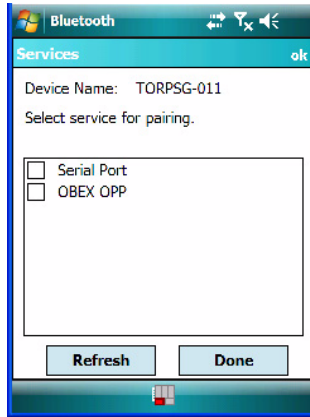 Bluetooth
Services ok
Device Name: TORPSG-011
Select service for pairing.
Serial Port
OBEX OPP
Refresh Done